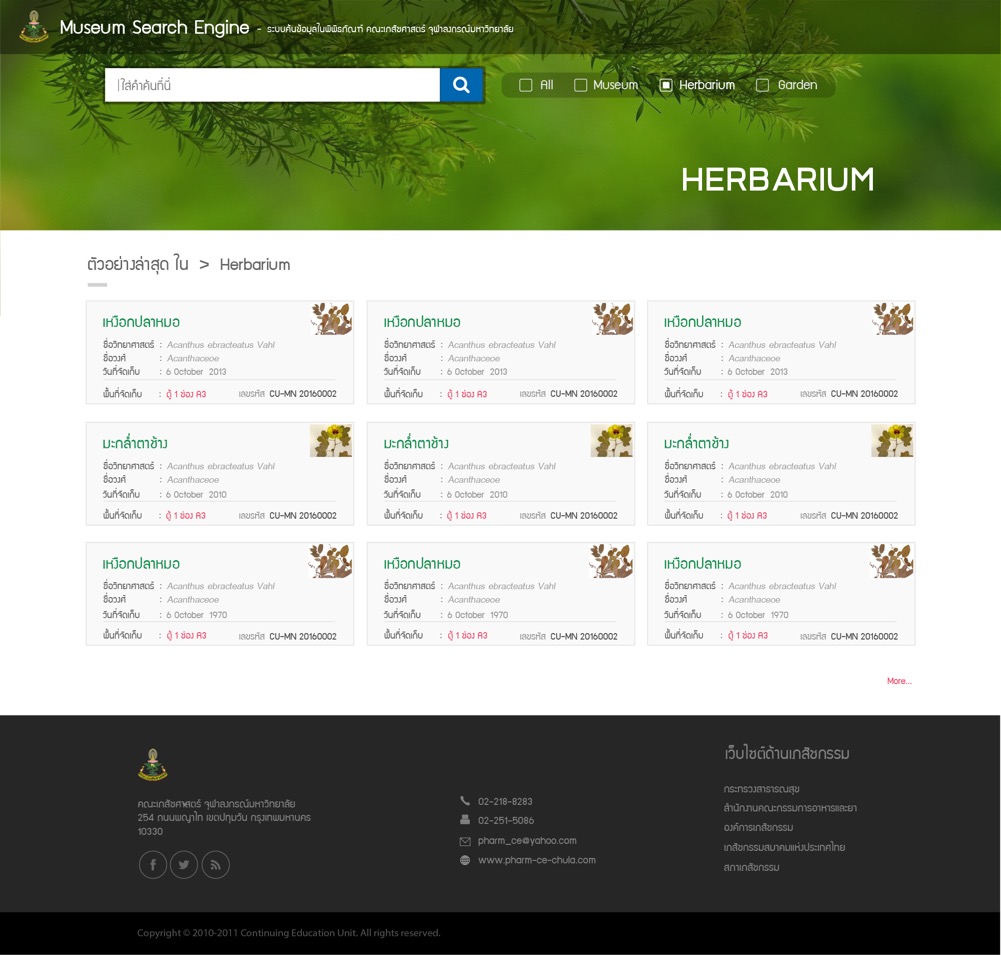 Museum Search Engine - ระบบค้นข้อมูลในพิพิธภัณฑ์ คณะเภสัชศาสตร์ จุฬาลงกรณ์มหาวิทยาลัย
ใส่คำค้นที่นี่ All Museum Herbarium Garden
HERBARIUM
ตัวอย่างล่าสุด ใน > Herbarium
เหงือกปลาหมอ เหงือกปลาหมอ เหงือกปลาหมอ
ชื่อวิทยาศาสตร์ : Acanthus ebracteatus Vahl ชื่อวิทยาศาสตร์ : Acanthus ebracteatus Vahl ชื่อวิทยาศาสตร์ : Acanthus ebracteatus Vahl
ชื่อวงศ์ : Acanthaceoe ชื่อวงศ์ : Acanthaceoe ชื่อวงศ์ : Acanthaceoe
วันที่จัดเก็บ : 6 October 2013 วันที่จัดเก็บ : 6 October 2013 วันที่จัดเก็บ : 6 October 2013
พื้นที่จัดเก็บ : ตู้ 1 ช่อง A3 เลขรหัส CU-MN 20160002 พื้นที่จัดเก็บ : ตู้ 1 ช่อง A3 เลขรหัส CU-MN 20160002 พื้นที่จัดเก็บ : ตู้ 1 ช่อง A3 เลขรหัส CU-MN 20160002
มะกล่ำตาช้าง มะกล่ำตาช้าง มะกล่ำตาช้าง
ชื่อวิทยาศาสตร์ : Acanthus ebracteatus Vahl ชื่อวิทยาศาสตร์ : Acanthus ebracteatus Vahl ชื่อวิทยาศาสตร์ : Acanthus ebracteatus Vahl
ชื่อวงศ์ : Acanthaceoe ชื่อวงศ์ : Acanthaceoe ชื่อวงศ์ : Acanthaceoe
วันที่จัดเก็บ : 6 October 2010 วันที่จัดเก็บ : 6 October 2010 วันที่จัดเก็บ : 6 October 2010
พื้นที่จัดเก็บ : ตู้ 1 ช่อง A3 เลขรหัส CU-MN 20160002 พื้นที่จัดเก็บ : ตู้ 1 ช่อง A3 เลขรหัส CU-MN 20160002 พื้นที่จัดเก็บ : ตู้ 1 ช่อง A3 เลขรหัส CU-MN 20160002
เหงือกปลาหมอ เหงือกปลาหมอ เหงือกปลาหมอ
ชื่อวิทยาศาสตร์ : Acanthus ebracteatus Vahl ชื่อวิทยาศาสตร์ : Acanthus ebracteatus Vahl ชื่อวิทยาศาสตร์ : Acanthus ebracteatus Vahl
ชื่อวงศ์ : Acanthaceoe ชื่อวงศ์ : Acanthaceoe ชื่อวงศ์ : Acanthaceoe
วันที่จัดเก็บ : 6 October 1970 วันที่จัดเก็บ : 6 October 1970 วันที่จัดเก็บ : 6 October 1970
พื้นที่จัดเก็บ : ตู้ 1 ช่อง A3 เลขรหัส CU-MN 20160002 พื้นที่จัดเก็บ : ตู้ 1 ช่อง A3 เลขรหัส CU-MN 20160002 พื้นที่จัดเก็บ : ตู้ 1 ช่อง A3 เลขรหัส CU-MN 20160002
More...
คณะเภสัชศาสตร์ จุฬาลงกรณ์มหาวิทยาลัย
254 ถนนพญาไท เขตปทุมวัน กรุงเทพมหานคร
10330
02-218-8283
02-251-5086
pharm_ce@yahoo.com
www.pharm-ce-chula.com
เว็บไซต์ด้านเภสัชกรรม
กระทรวงสาธารณสุข
สำนักงานคณะกรรมการอาหารและยา
องค์การเภสัชกรรม
เภสัชกรรมสมาคมแห่งประเทศไทย
สภาเภสัชกรรม
Copyright © 2010-2011 Continuing Education Unit. All rights reserved.